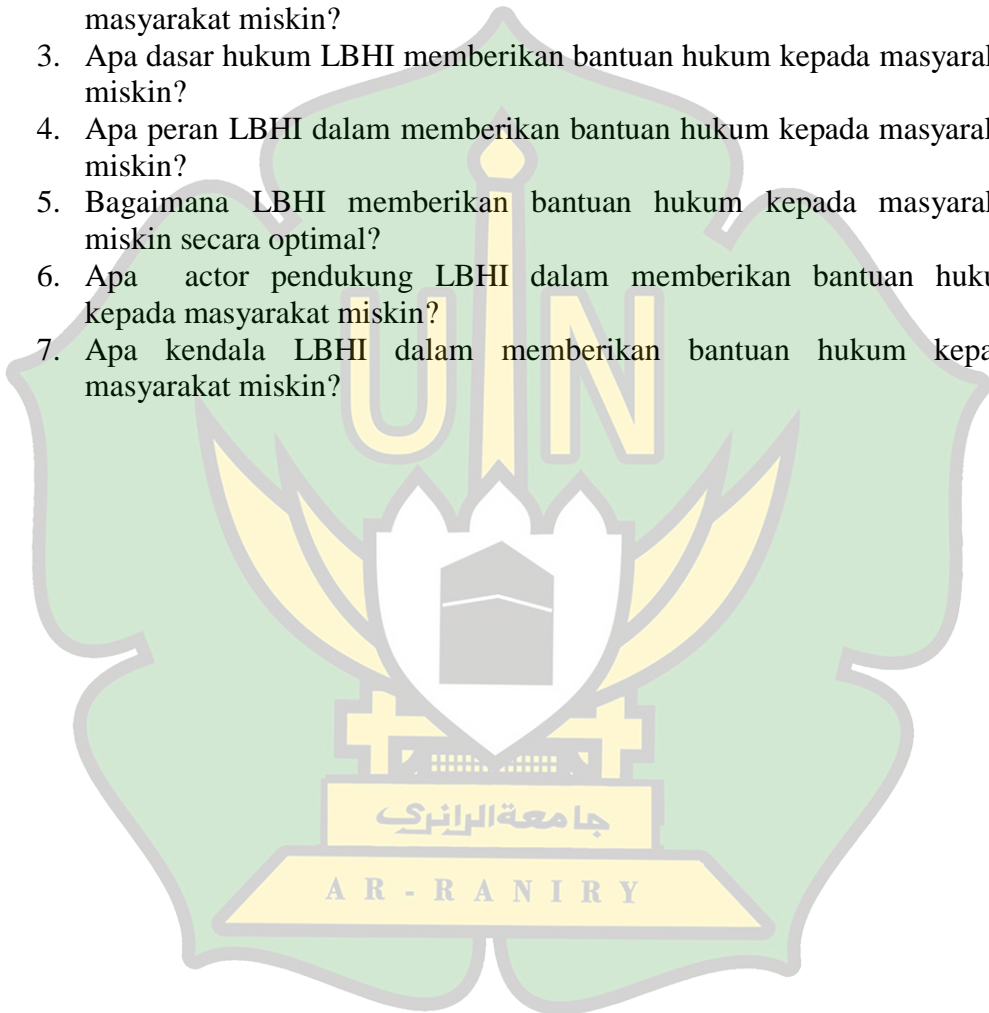 masyarakat miskin?
3. Apa dasar hukum LBHI memberikan bantuan hukum kepada masyaral
miskin?
4. Apa peran LBHI dalam memberikan bantuan hukum kepada masyaral
miskin?
5. Bagaimana LBHI memberikan bantuan hukum kepada masyaral
miskin secara optimal?
6. Apa actor pendukung LBHI dalam memberikan bantuan huku
kepada masyarakat miskin?
7. Apa kendala LBHI dalam memberikan bantuan hukum kepa
masyarakat miskin?
UIN
جامعة الرانري
AR-RANIRY